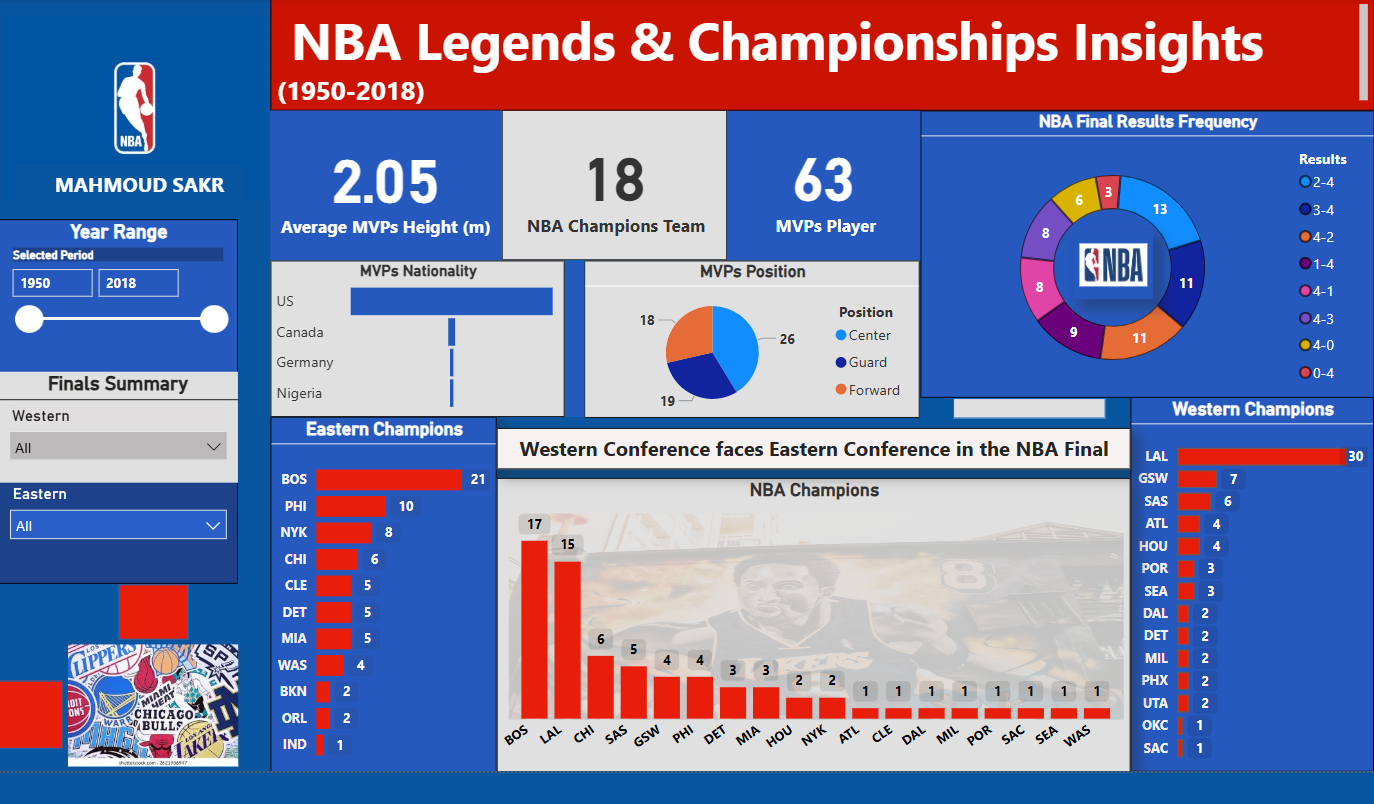 NBA Legends & Championships Insights
(1950-2018)
NBA
MAHMOUD SAKR
Year Range
Selected Period
1950
2018
Finals Summary
Western
All
Eastern
All
2.05
Average MVPs Height (m)
18
NBA Champions Team
63
MVPs Player
NBA Final Results Frequency
13
11
11
9
8
8
6
3
NBA
Results
2-4
3-4
4-2
1-4
4-1
4-3
4-0
0-4
MVPs Nationality
US
Canada
Germany
Nigeria
MVPs Position
18
26
19
Position
Center
Guard
Forward
Eastern Champions
BOS 21
PHI 10
NYK 8
CHI 6
CLE 5
DET 5
MIA 5
WAS 4
BKN 2
ORL 2
IND 1
Western Conference faces Eastern Conference in the NBA Final
NBA Champions
17 15 6 5 4 4 3 3 2 2 1 1 1 1 1 1 1 1
BOS LAL CHI SAS GSW PHI DET MIA HOU NYK ATL CLE DAL MIL POR SAC SEA WAS
8
Western Champions
LAL 30
GSW 7
SAS 6
ATL 4
HOU 4
POR 3
SEA 3
DAL 2
DET 2
MIL 2
PHX 2
UTA 2
OKC 1
SAC 1
CLIPPERS
MIAMI
HEAT
CHICAGO
BULLS